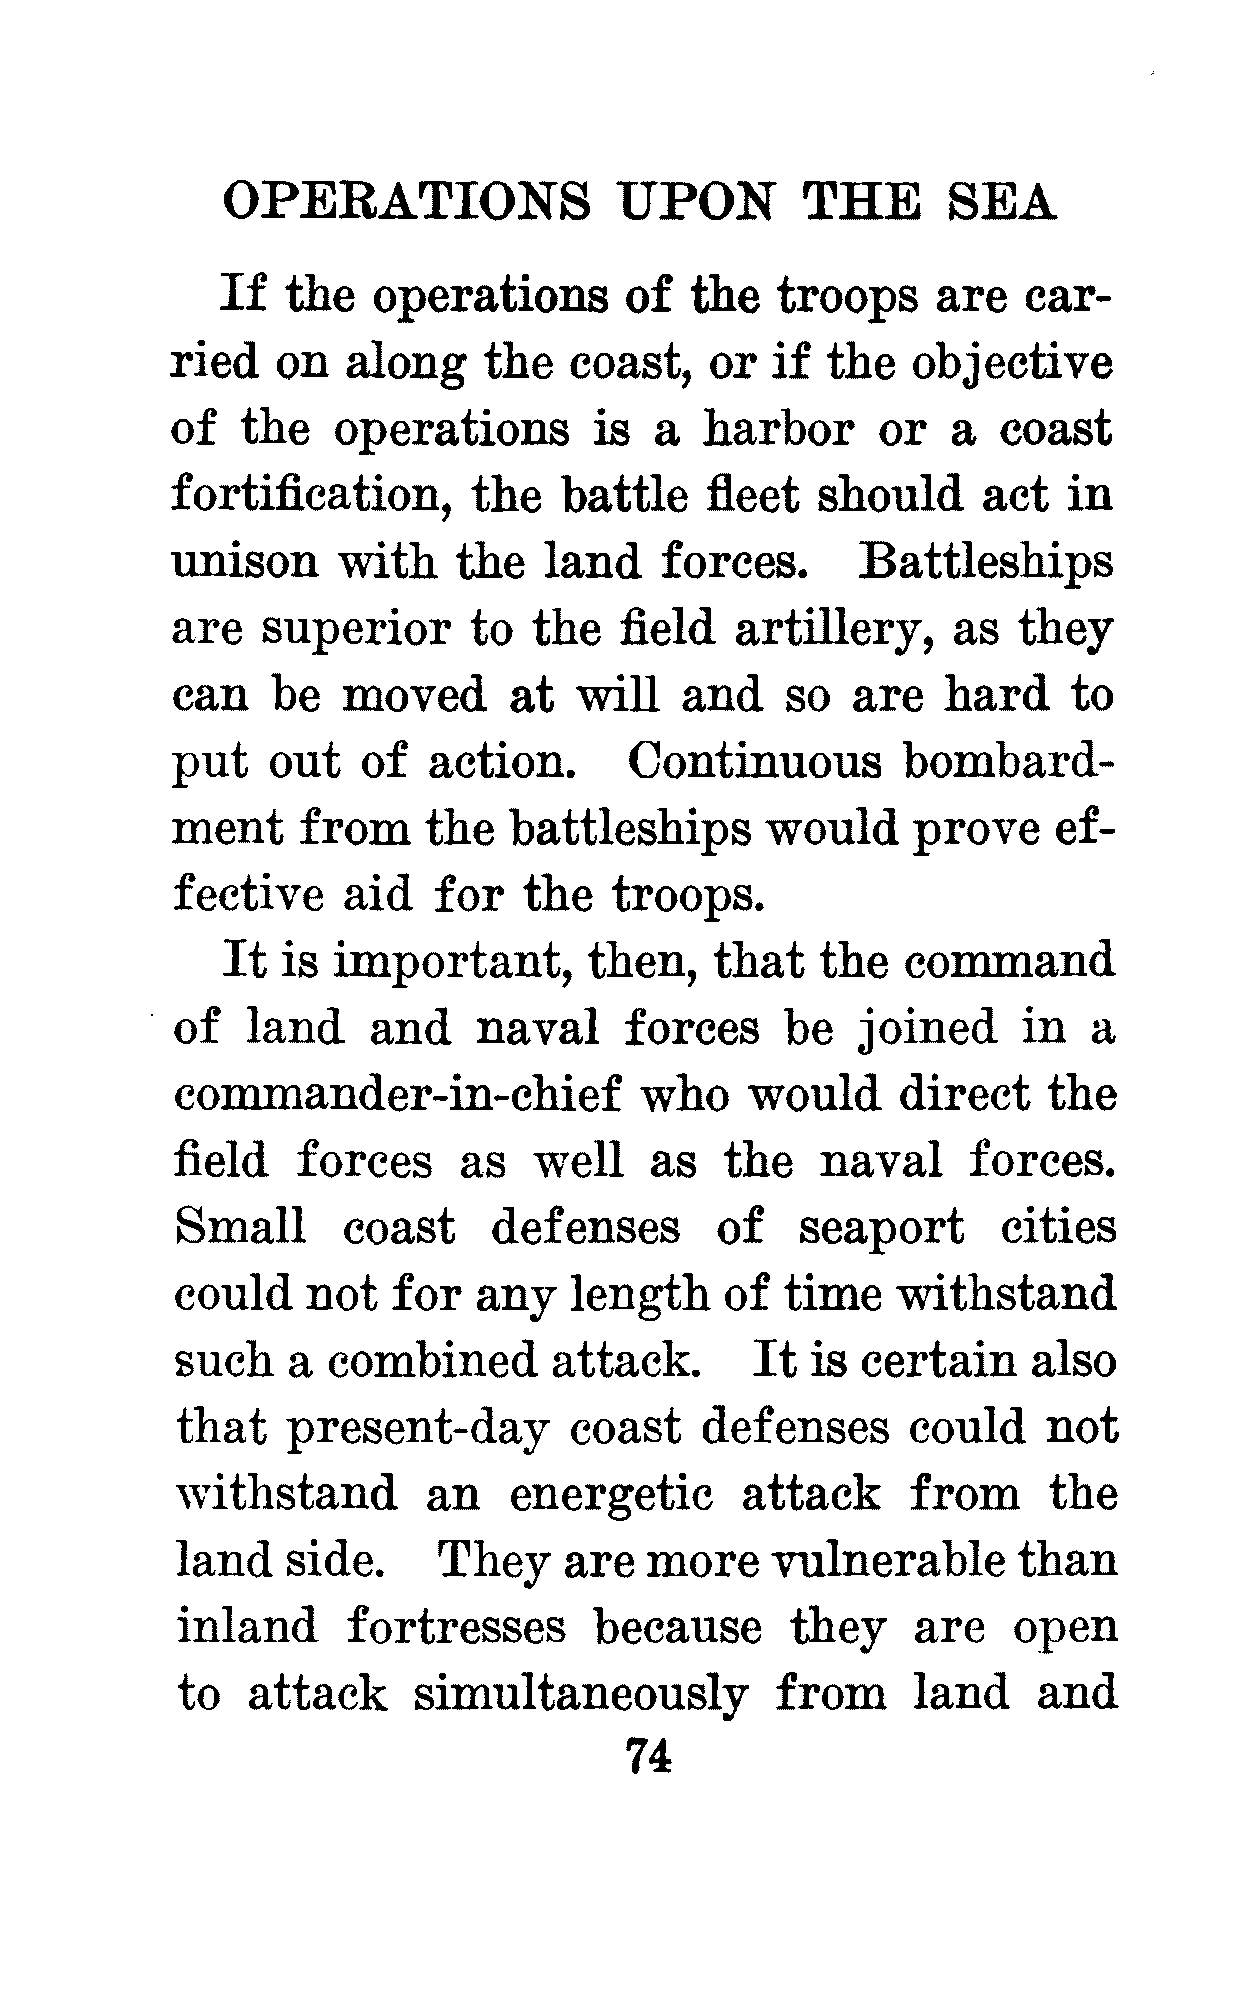 OPERATIONS UPON THE SEA
If the operations of the troops are car-
ried on along the coast, or if the objective
of the operations is a harbor or a coast
fortification, the battle fleet should act in
unison with the land forces. Battleships
are superior to the field artillery, as they
can be moved at will and so are hard to
put out of action. Continuous bombard-
ment from the battleships would prove ef-
fective aid for the troops.
It is important, then, that the command
of land and naval forces be joined in a
commander-in-chief who would direct the
field forces as well as the naval forces.
Small coast defenses of seaport cities
could not for any length of time withstand
such a combined attack. It is certain also
that present-day coast defenses could not
withstand an energetic attack from the
land side. They are more vulnerable than
inland fortresses because they are open
to attack simultaneously from land and
74